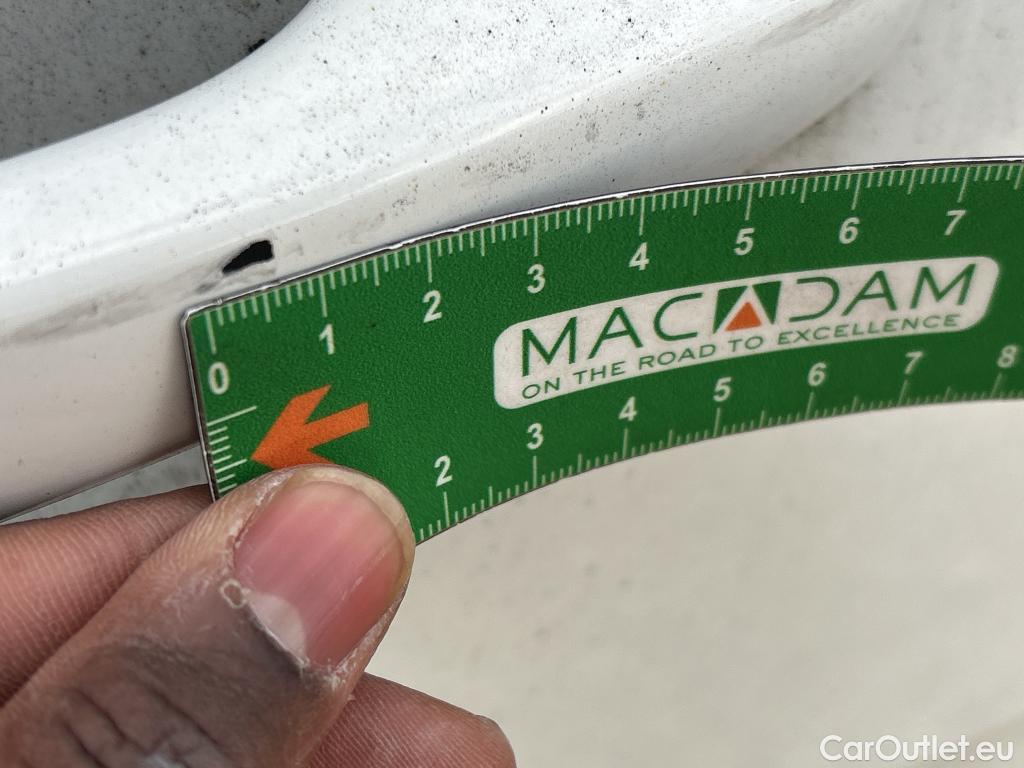 0 1 2 3 4 5 6 7
MACADAM
ON THE ROAD TO EXCELLENCE
2 3 4 5 6 7 8
CarOutlet.eu